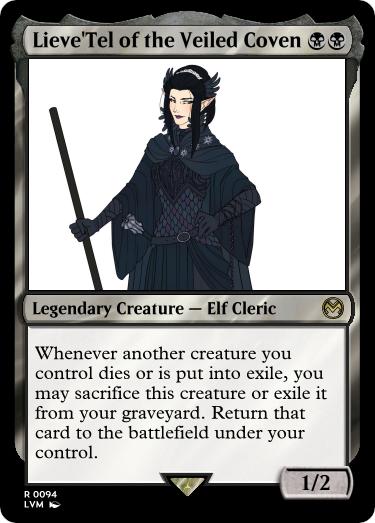 Lieve'Tel of the Veiled Coven
Legendary Creature — Elf Cleric
Whenever another creature you
control dies or is put into exile, you
may sacrifice this creature or exile it
from your graveyard. Return that
card to the battlefield under your
control.
1/2
R 0094
LVM